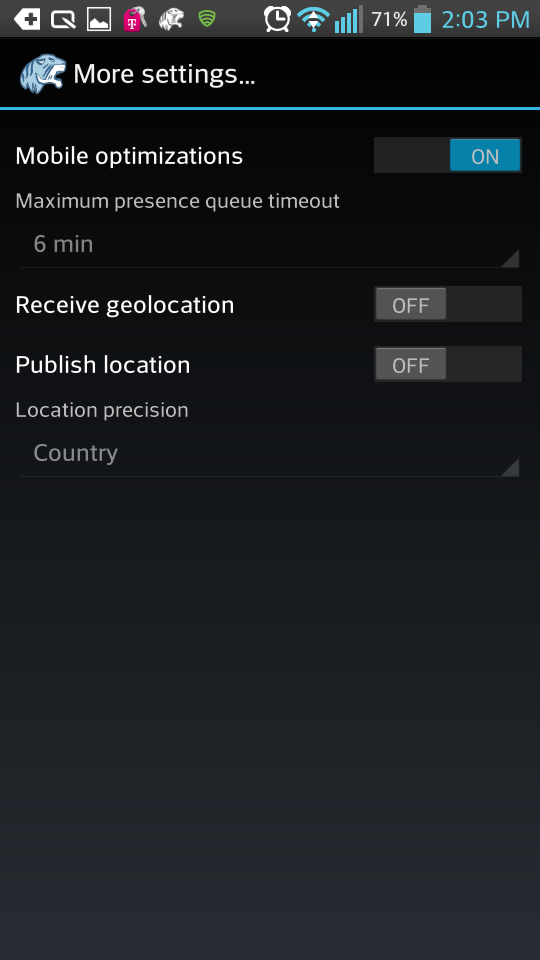 71% 2:03 PM
More settings...
Mobile optimizations ON
Maximum presence queue timeout
6 min
Receive geolocation OFF
Publish location OFF
Location precision
Country